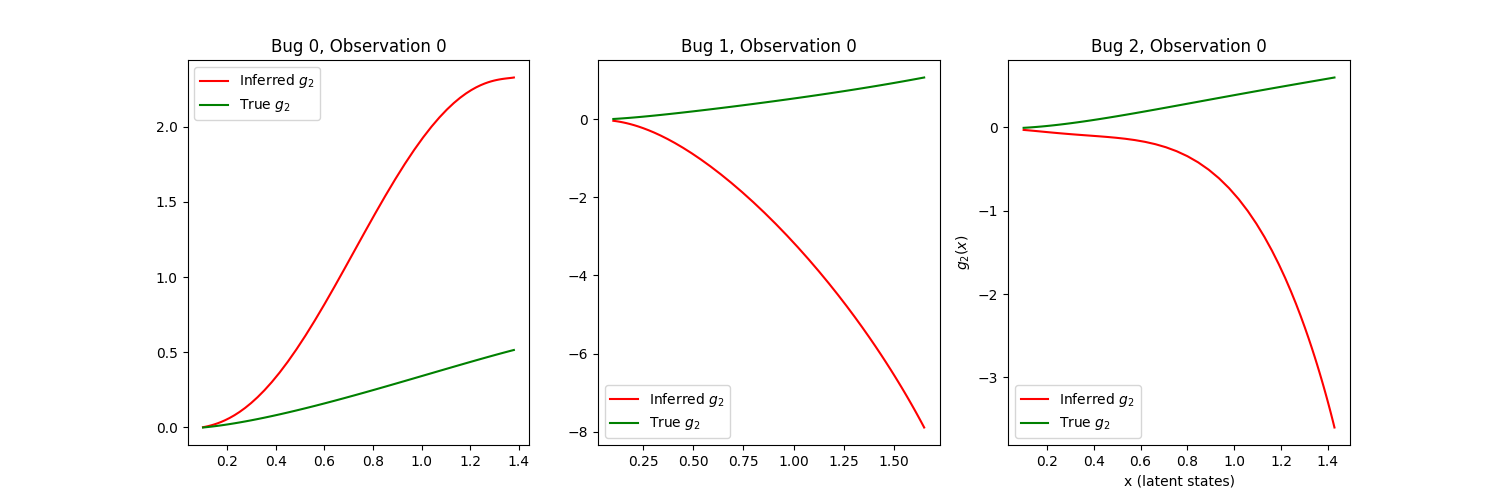 Bug 0, Observation 0
Inferred g₂
True g₂
2.0
1.5
1.0
0.5
0.0
0.2 0.4 0.6 0.8 1.0 1.2 1.4
Bug 1, Observation 0
0
−2
−4
−6
−8
Inferred g₂
True g₂
0.25 0.50 0.75 1.00 1.25 1.50
Bug 2, Observation 0
g₂(x)
0
−1
−2
−3
Inferred g₂
True g₂
0.2 0.4 0.6 0.8 1.0 1.2 1.4
x (latent states)